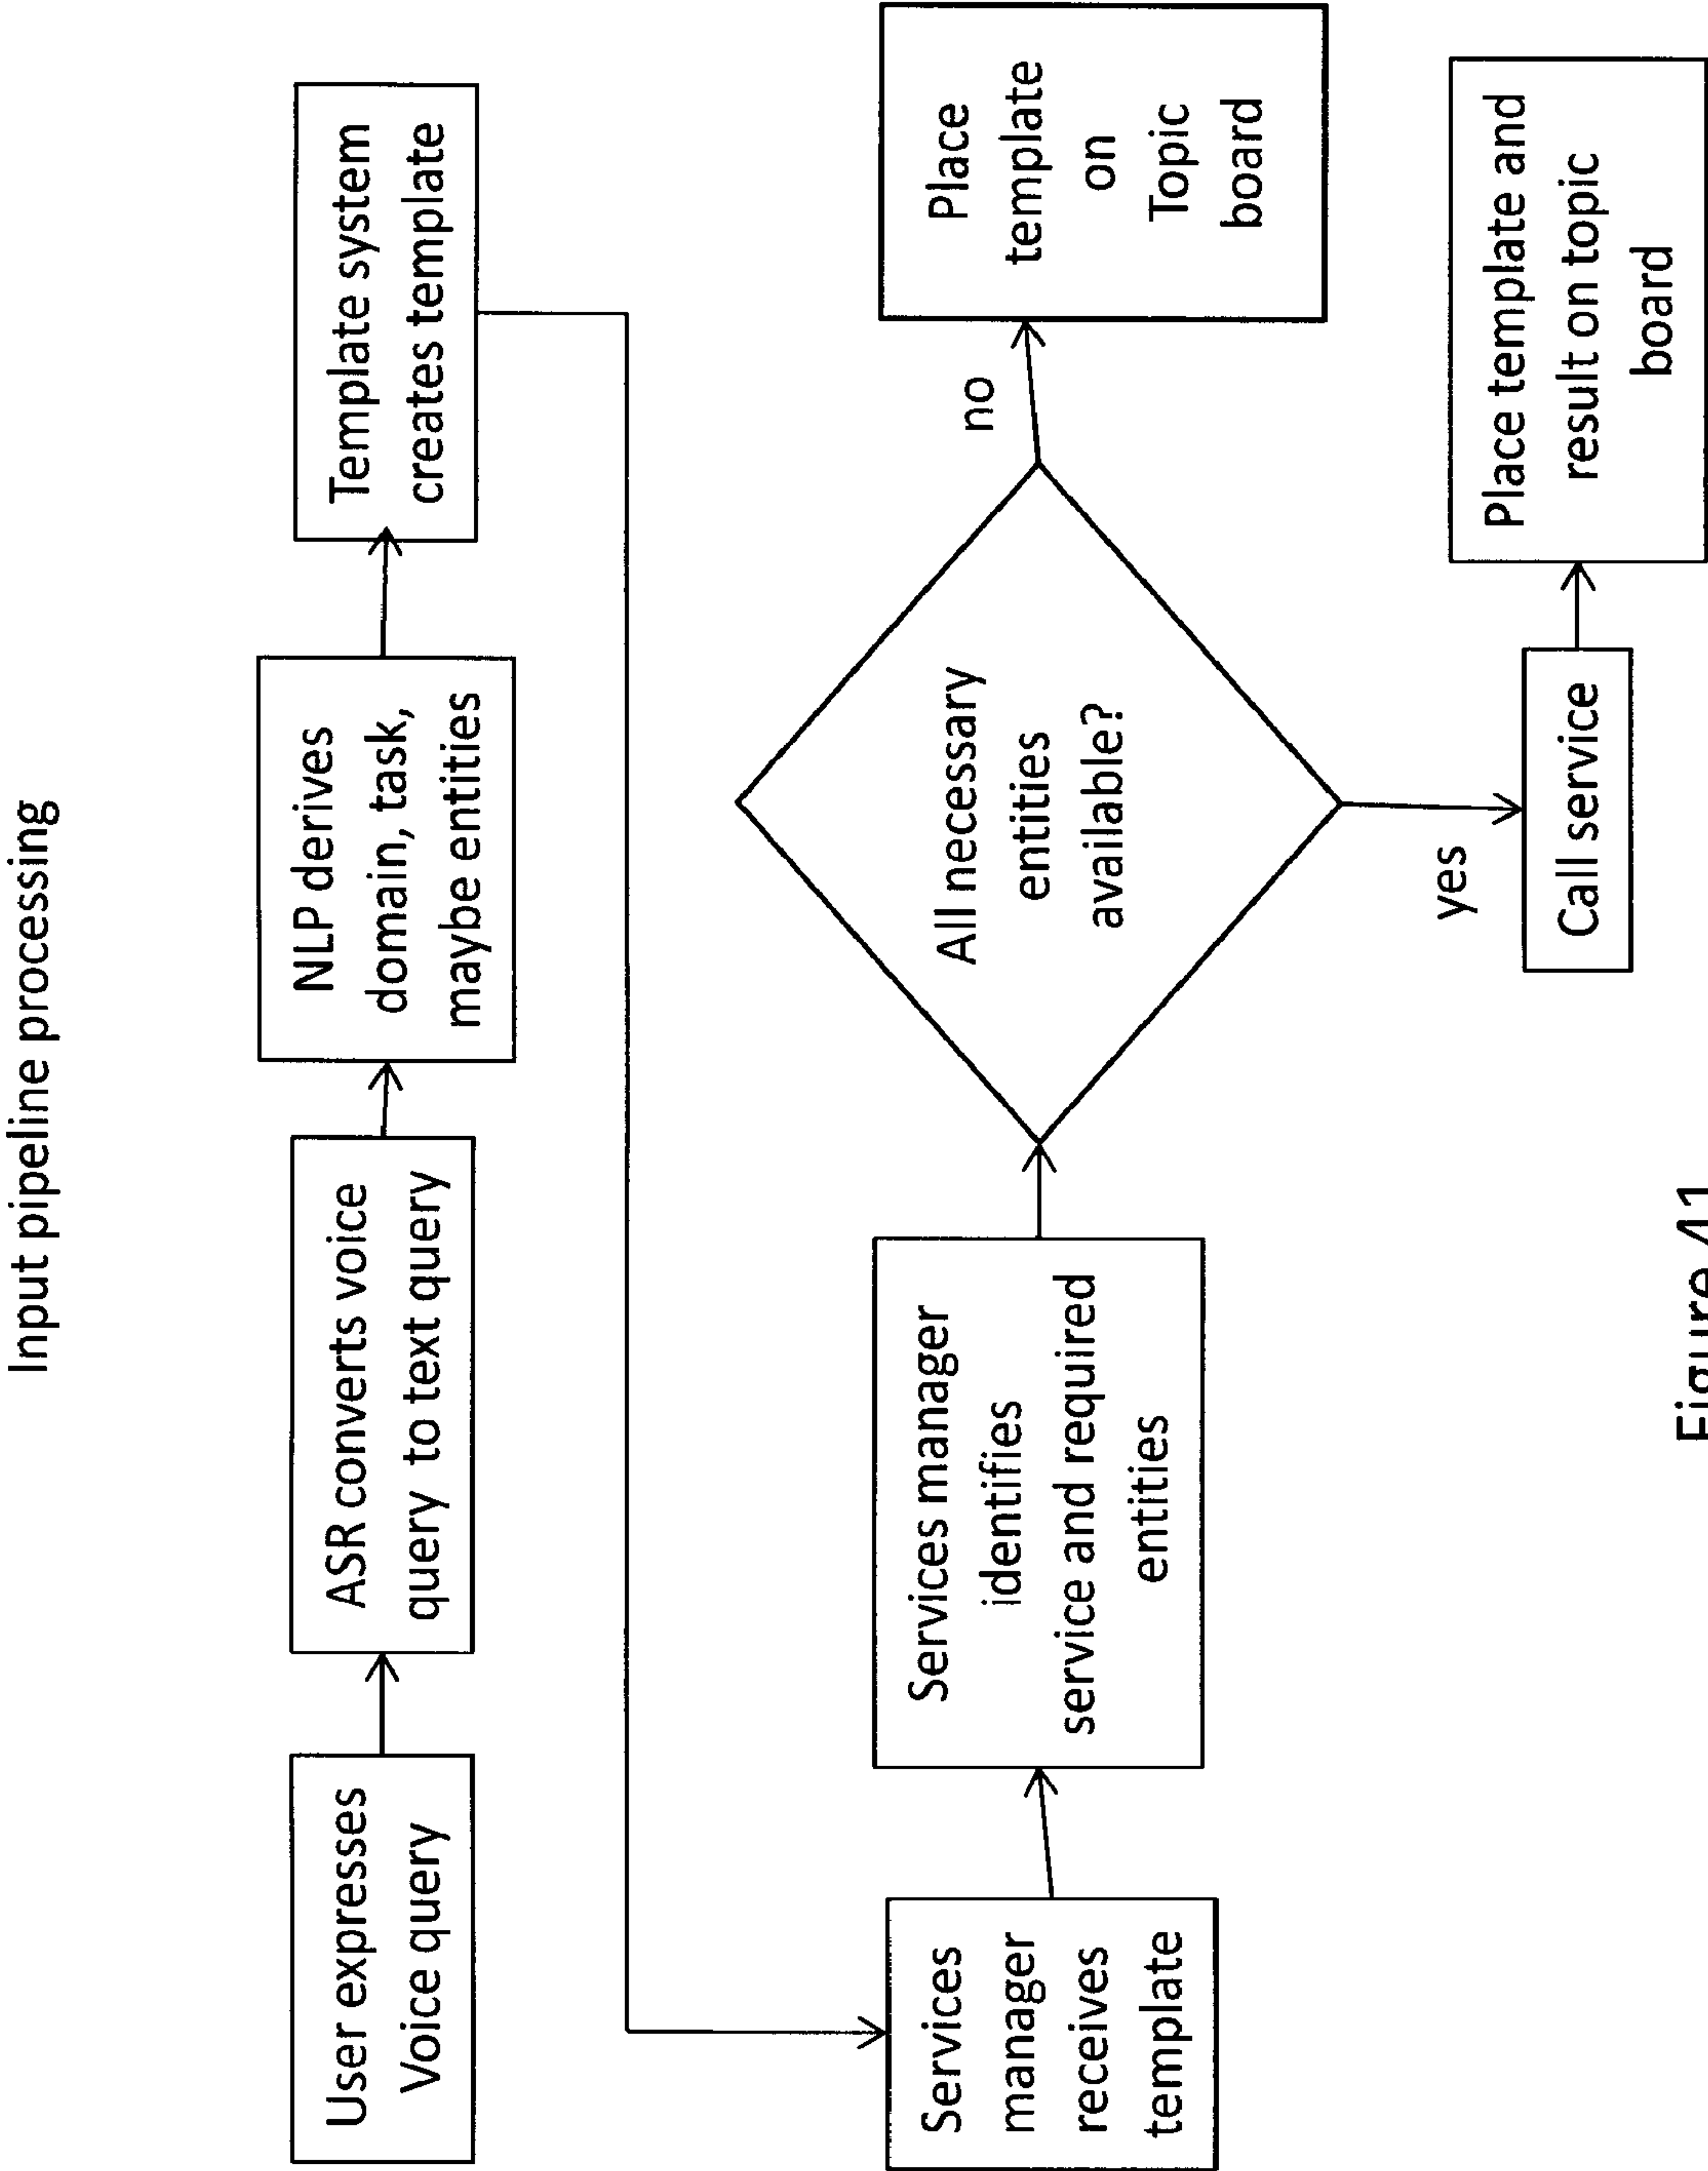 Input pipeline processing
User expresses
Voice query
ASR converts voice
query to text query
NLP derives
domain, task,
maybe entities
Template system
creates template
Services
manager
receives
template
Services manager
identifies
service and required
entities
All necessary
entities
available?
no
Place
template
on
Topic
board
yes
Call service
Place template and
result on topic
board
Figure 41